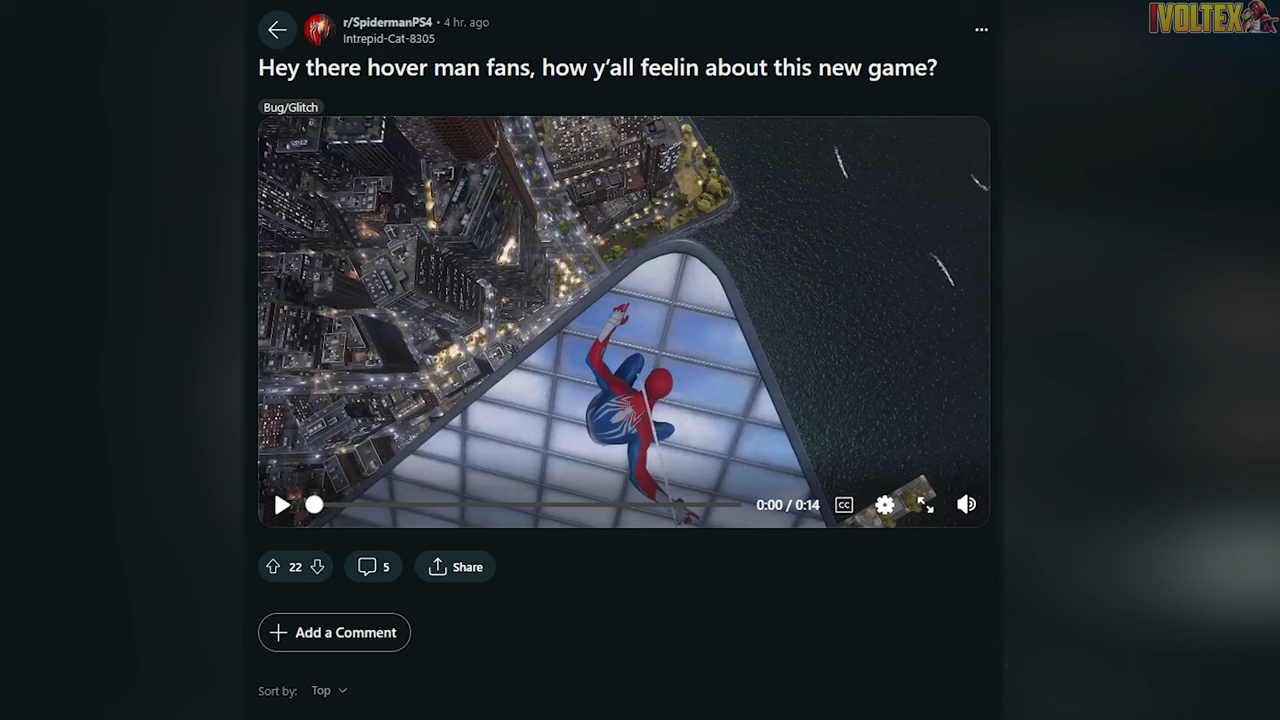 r/SpidermanPS4 • 4 hr. ago
IVOLTEX
Intrepid-Cat-8305
Hey there hover man fans, how y’all feelin about this new game?
Bug/Glitch
0:00 / 0:14
CC
22
5
Share
Add a Comment
Sort by: Top